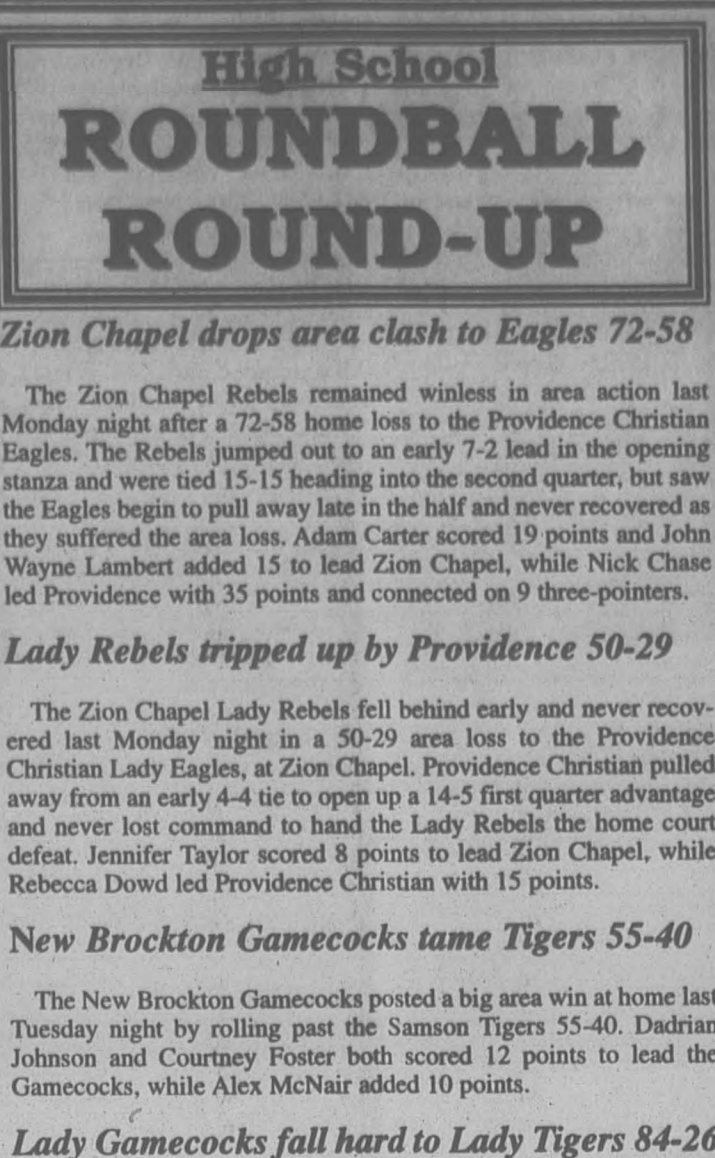 High School
ROUNDBALL
ROUND-UP
Zion Chapel drops area clash to Eagles 72-58
The Zion Chapel Rebels remained winless in area action last
Monday night after a 72-58 home loss to the Providence Christian
Eagles. The Rebels jumped out to an early 7-2 lead in the opening
stanza and were tied 15-15 heading into the second quarter, but saw
the Eagles begin to pull away late in the half and never recovered as
they suffered the area loss. Adam Carter scored 19 points and John
Wayne Lambert added 15 to lead Zion Chapel, while Nick Chase
led Providence with 35 points and connected on 9 three-pointers.
Lady Rebels tripped up by Providence 50-29
The Zion Chapel Lady Rebels fell behind early and never recov-
ered last Monday night in a 50-29 area loss to the Providence
Christian Lady Eagles, at Zion Chapel. Providence Christian pulled
away from an early 4-4 tie to open up a 14-5 first quarter advantage
and never lost command to hand the Lady Rebels the home court
defeat. Jennifer Taylor scored 8 points to lead Zion Chapel, while
Rebecca Dowd led Providence Christian with 15 points.
New Brockton Gamecocks tame Tigers 55-40
The New Brockton Gamecocks posted a big area win at home last
Tuesday night by rolling past the Samson Tigers 55-40. Dadrian
Johnson and Courtney Foster both scored 12 points to lead the
Gamecocks, while Alex McNair added 10 points.
Lady Gamecocks fall hard to Lady Tigers 84-26